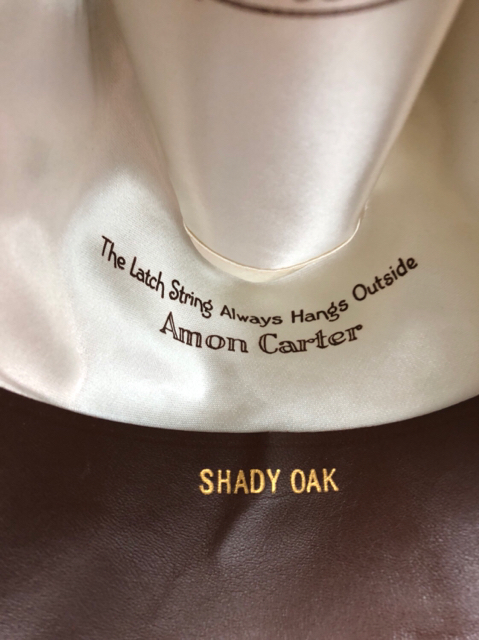 The Latch String Always Hangs Outside
Amon Carter
SHADY OAK